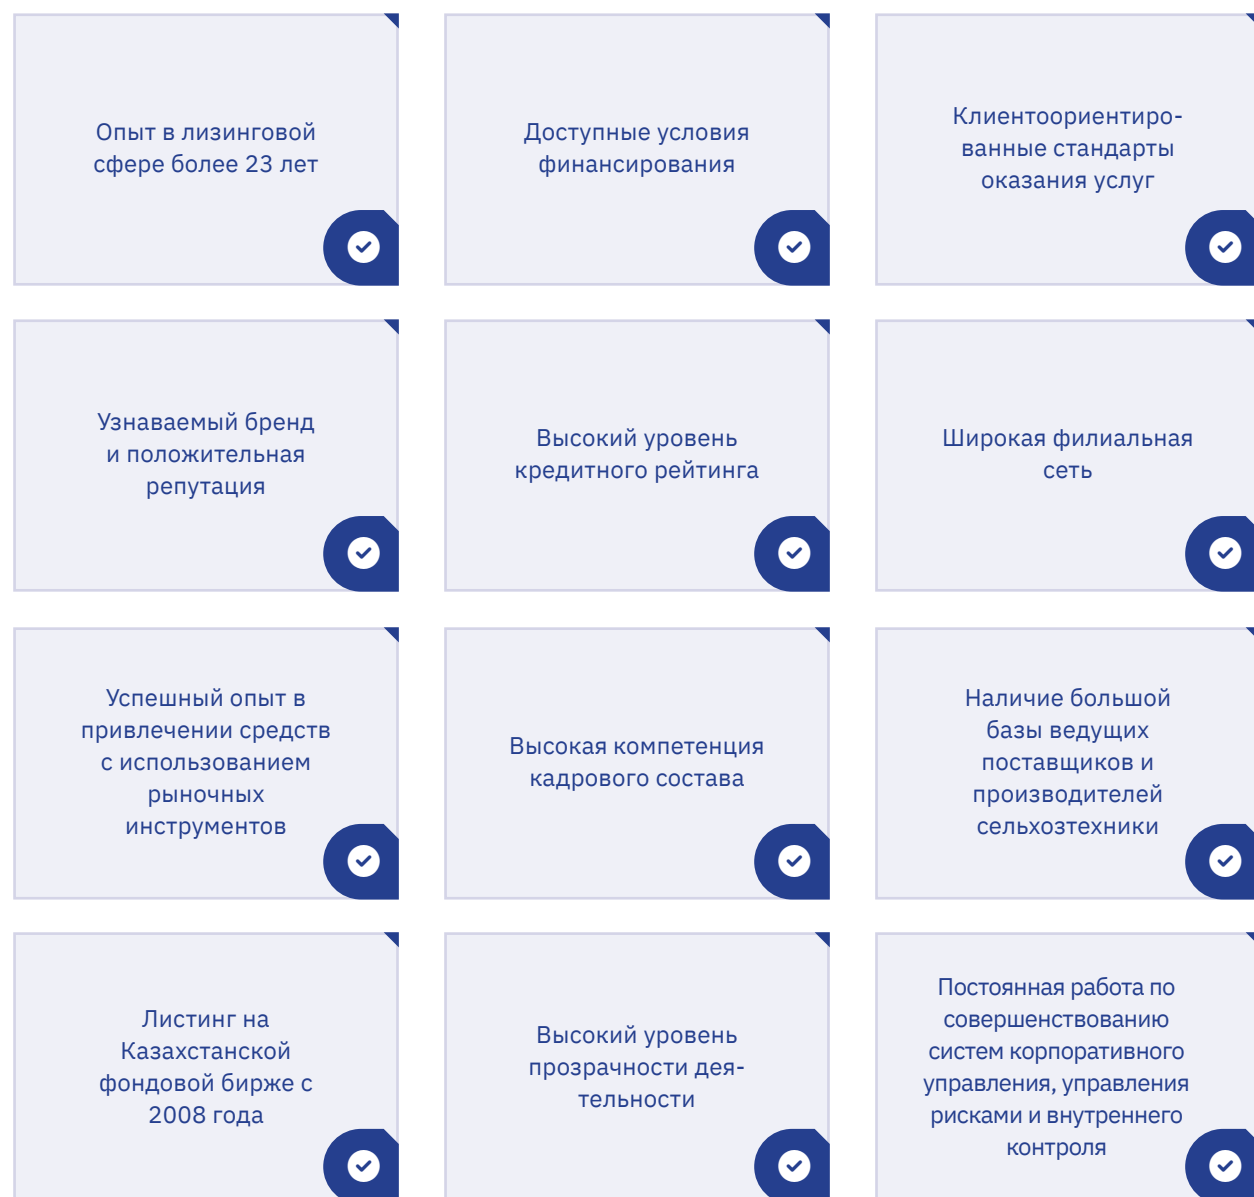 Опыт в лизинговой
сфере более 23 лет
Доступные условия
финансирования
Клиентоориентиро-
ванные стандарты
оказания услуг
Узнаваемый бренд
и положительная
репутация
Высокий уровень
кредитного рейтинга
Широкая филиальная
сеть
Успешный опыт в
привлечении средств
с использованием
рыночных
инструментов
Высокая компетенция
кадрового состава
Наличие большой
базы ведущих
поставщиков и
производителей
сельхозтехники
Листинг на
Казахстанской
фондовой бирже с
2008 года
Высокий уровень
прозрачности дея-
тельности
Постоянная работа по
совершенствованию
систем корпоративного
управления, управления
рисками и внутреннего
контроля